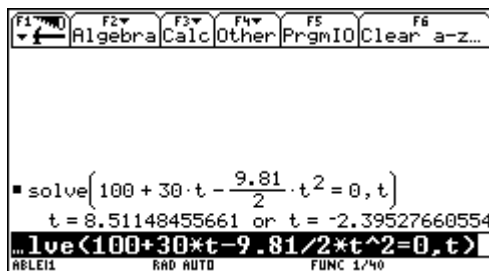 F1 F2 F3 F4 F5 F6
Algebra Calc Other PrgmIO Clear a-z…
▪ solve(100 + 30·t - 9.81/2·t² = 0, t)
t = 8.51148455661 or t = ⁻2.39527660554
…lve(100+30*t-9.81/2*t^2=0,t)
ABLEI1 RAD AUTO FUNC 1/40